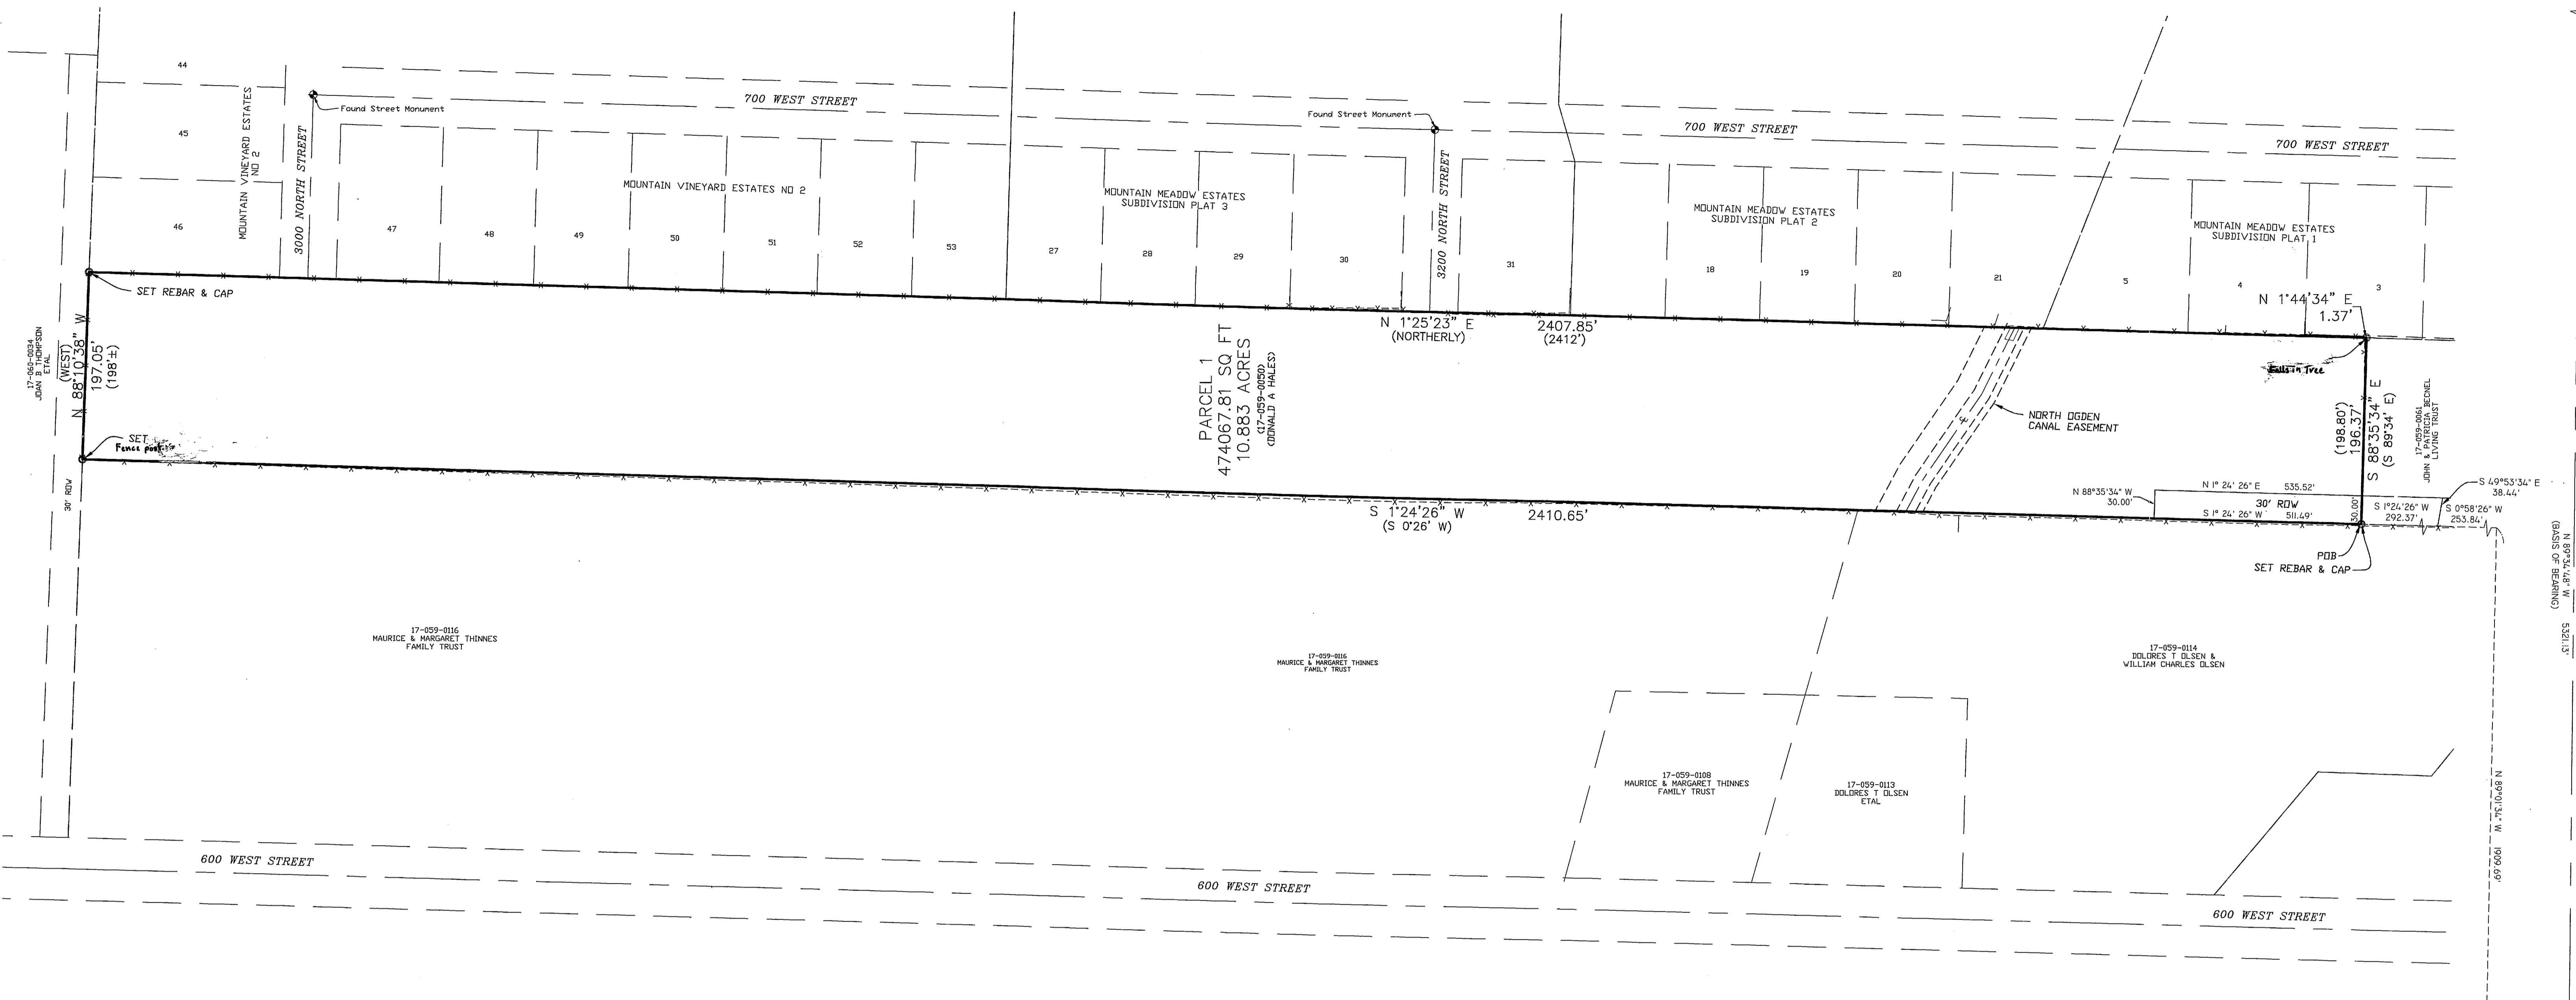 44
45
46
MOUNTAIN VINEYARD ESTATES
NO 2
3000 NORTH STREET
Found Street Monument
700 WEST STREET
47
48
49
50
51
52
53
MOUNTAIN VINEYARD ESTATES NO 2
27
28
29
30
MOUNTAIN MEADOW ESTATES
SUBDIVISION PLAT 3
Found Street Monument
3200 NORTH STREET
31
700 WEST STREET
18
19
20
21
MOUNTAIN MEADOW ESTATES
SUBDIVISION PLAT 2
700 WEST STREET
MOUNTAIN MEADOW ESTATES
SUBDIVISION PLAT 1
5
4
3
N 1°44'34" E
1.37'
SET REBAR & CAP
17-060-0034
JOAN B THOMPSON
ETAL
(WEST)
N 88°10'38" W
197.05'
(198'±)
SET
Fence post
30' ROW
N 1°25'23" E 2407.85'
(NORTHERLY) (2412')
PARCEL 1
474067.81 SQ FT
10.883 ACRES
(17-059-0050)
(DONALD A HALES)
NORTH OGDEN
CANAL EASEMENT
Falls in Tree
(198.80')
196.37'
S 88°35'34" E
(S 89°34' E)
17-059-0061
JOHN & PATRICIA BECNEL
LIVING TRUST
S 1°24'26" W 2410.65'
(S 0°26' W)
N 88°35'34" W
30.00'
N 1° 24' 26" E 535.52'
30' ROW
S 1° 24' 26" W 511.49'
30.00'
S 1°24'26" W
292.37'
S 49°53'34" E
38.44'
S 0°58'26" W
253.84'
POB
SET REBAR & CAP
N 89°34'48" W 5321.13'
(BASIS OF BEARING)
17-059-0116
MAURICE & MARGARET THINNES
FAMILY TRUST
17-059-0116
MAURICE & MARGARET THINNES
FAMILY TRUST
17-059-0114
DOLORES T OLSEN &
WILLIAM CHARLES OLSEN
17-059-0108
MAURICE & MARGARET THINNES
FAMILY TRUST
17-059-0113
DOLORES T OLSEN
ETAL
N 89°01'34" W 1909.69'
600 WEST STREET
600 WEST STREET
600 WEST STREET